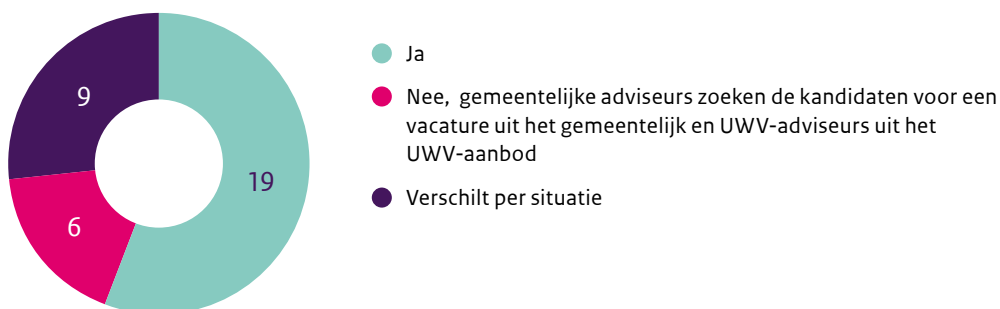 9
19
6
Ja
Nee, gemeentelijke adviseurs zoeken de kandidaten voor een
vacature uit het gemeentelijk en UWV-adviseurs uit het
UWV-aanbod
Verschilt per situatie